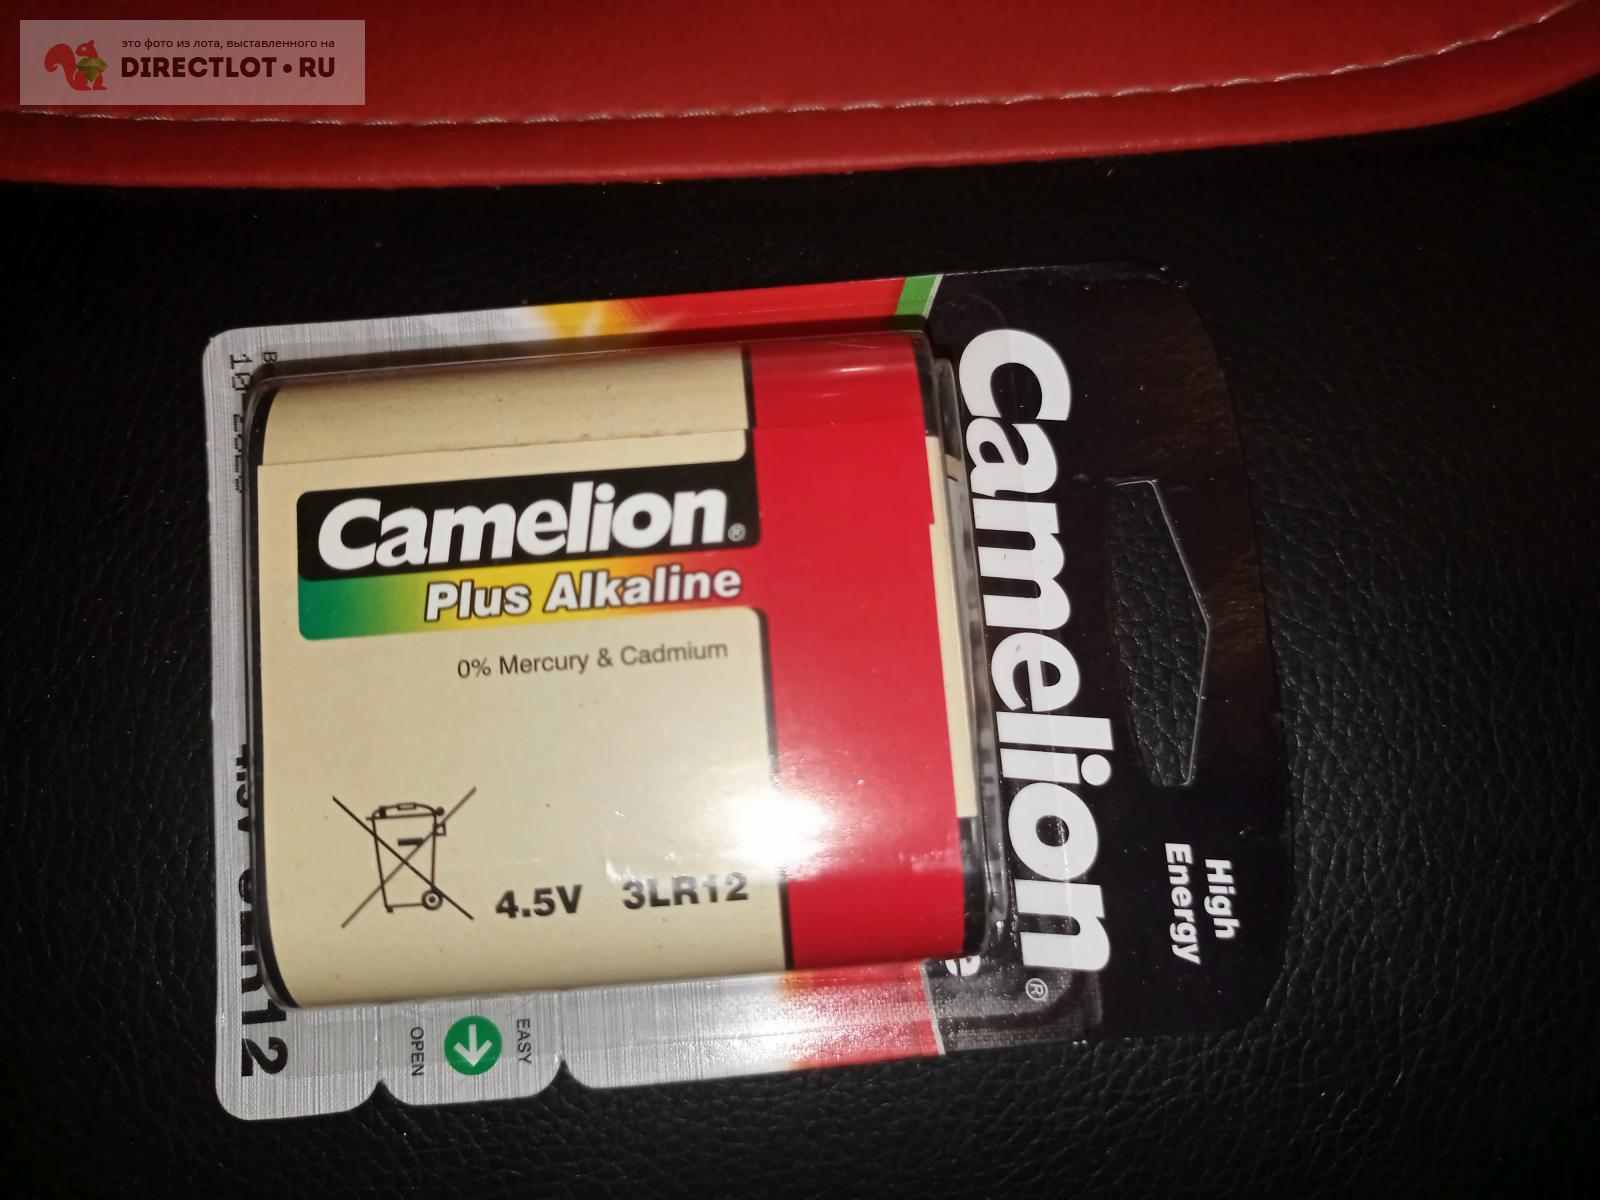 это фото из лота, выставленного на
DIRECTLOT•RU
Camelion®
Plus Alkaline
0% Mercury & Cadmium
4.5V 3LR12
Camelion®
High
Energy
EASY
OPEN